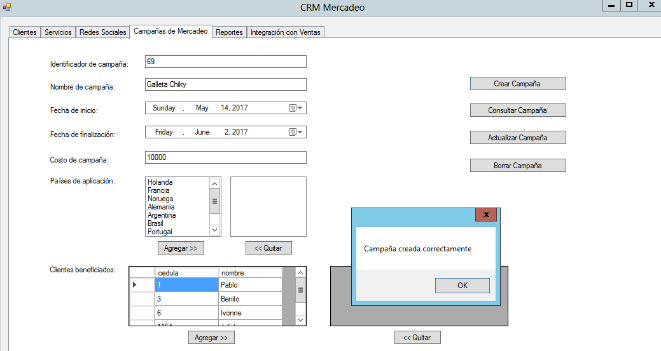 CRM Mercadeo
Clientes Servicios Redes Sociales Campañas de Mercadeo Reportes Integración con Ventas
Identificador de campaña: 69
Nombre de campaña: Galleta Chiky
Crear Campaña
Fecha de inicio: Sunday , May 14, 2017
Consultar Campaña
Fecha de finalización: Friday , June 2, 2017
Actualizar Campaña
Costo de campaña: 10000
Borrar Campaña
Países de aplicación:
Holanda
Francia
Noruega
Alemania
Argentina
Brasil
Portugal
Agregar >> << Quitar
x
Campaña creada correctamente
OK
Clientes beneficiados:
cedula nombre
1 Pablo
3 Benito
6 Ivonne
Agregar >> << Quitar